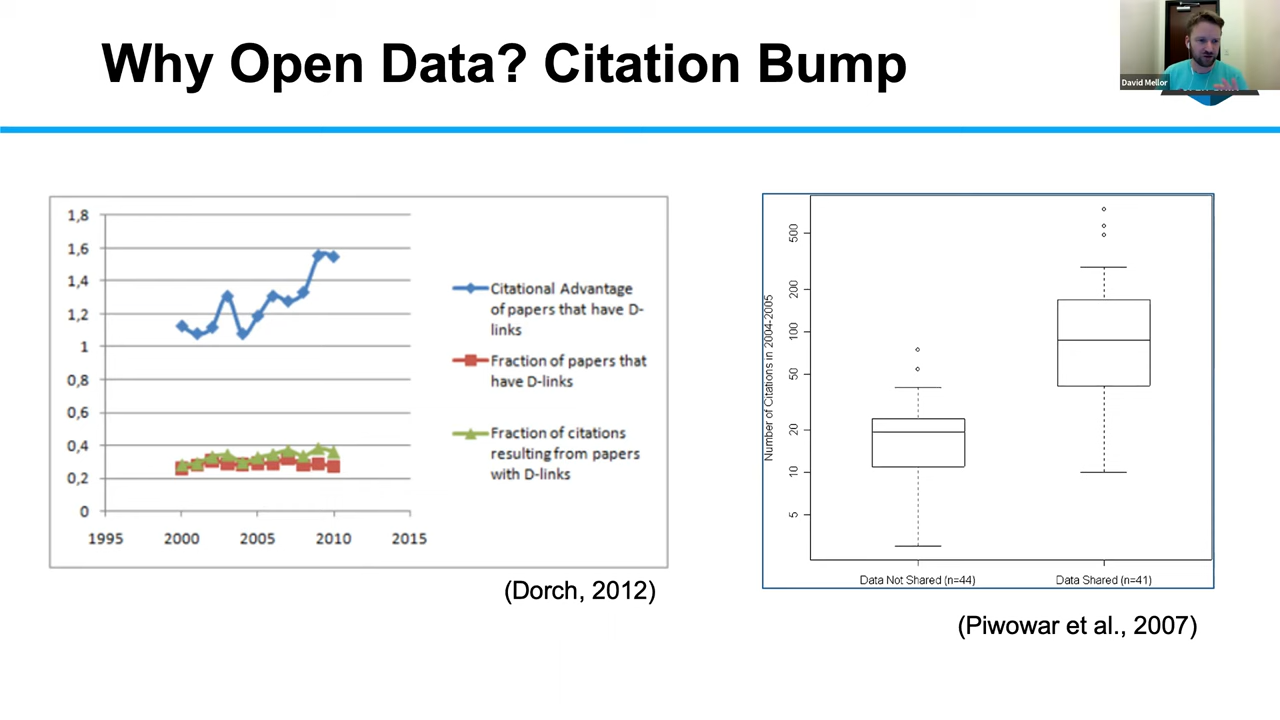 Why Open Data? Citation Bump
David Mellor
1,8
1,6
1,4
1,2
1
0,8
0,6
0,4
0,2
0
1995
2000
2005
2010
2015
Citational Advantage
of papers that have D-
links
Fraction of papers that
have D-links
Fraction of citations
resulting from papers
with D-links
(Dorch, 2012)
Number of Citations in 2004-2005
500
200
100
50
20
10
5
Data Not Shared (n=44)
Data Shared (n=41)
(Piwowar et al., 2007)